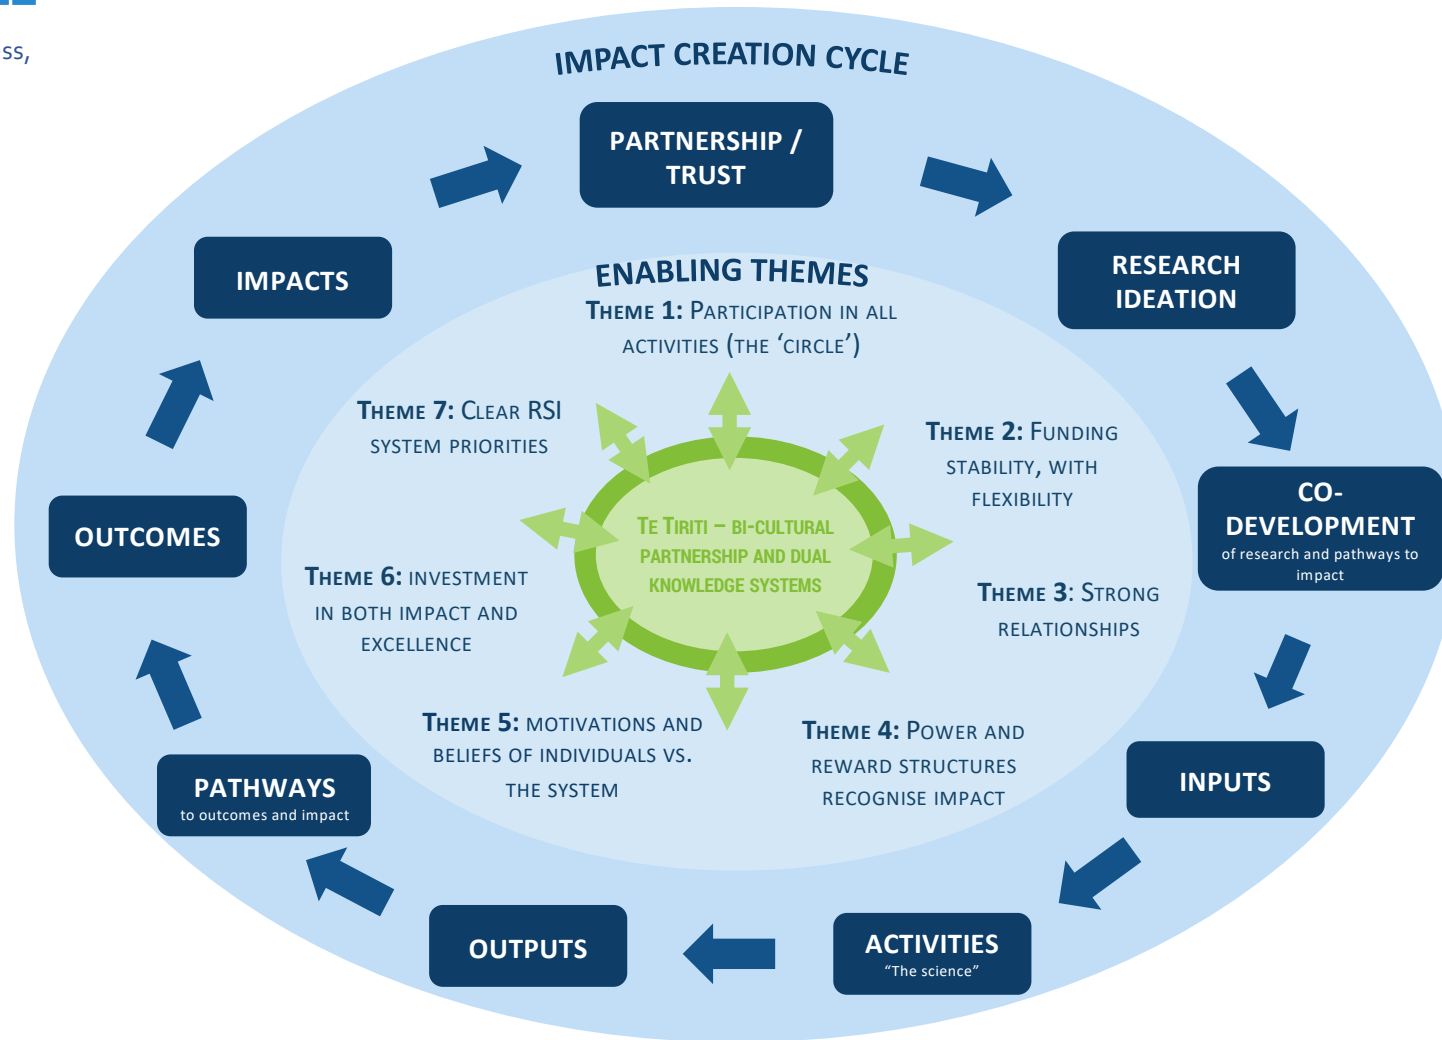 ss,
IMPACT CREATION CYCLE
PARTNERSHIP /
TRUST
RESEARCH
IDEATION
CO-
DEVELOPMENT
of research and pathways to
impact
INPUTS
ACTIVITIES
“The science”
OUTPUTS
PATHWAYS
to outcomes and impact
OUTCOMES
IMPACTS
ENABLING THEMES
THEME 1: PARTICIPATION IN ALL
ACTIVITIES (THE ‘CIRCLE’)
THEME 2: FUNDING
STABILITY, WITH
FLEXIBILITY
THEME 3: STRONG
RELATIONSHIPS
THEME 4: POWER AND
REWARD STRUCTURES
RECOGNISE IMPACT
THEME 5: MOTIVATIONS AND
BELIEFS OF INDIVIDUALS VS.
THE SYSTEM
THEME 6: INVESTMENT
IN BOTH IMPACT AND
EXCELLENCE
THEME 7: CLEAR RSI
SYSTEM PRIORITIES
TE TIRITI – BI-CULTURAL
PARTNERSHIP AND DUAL
KNOWLEDGE SYSTEMS